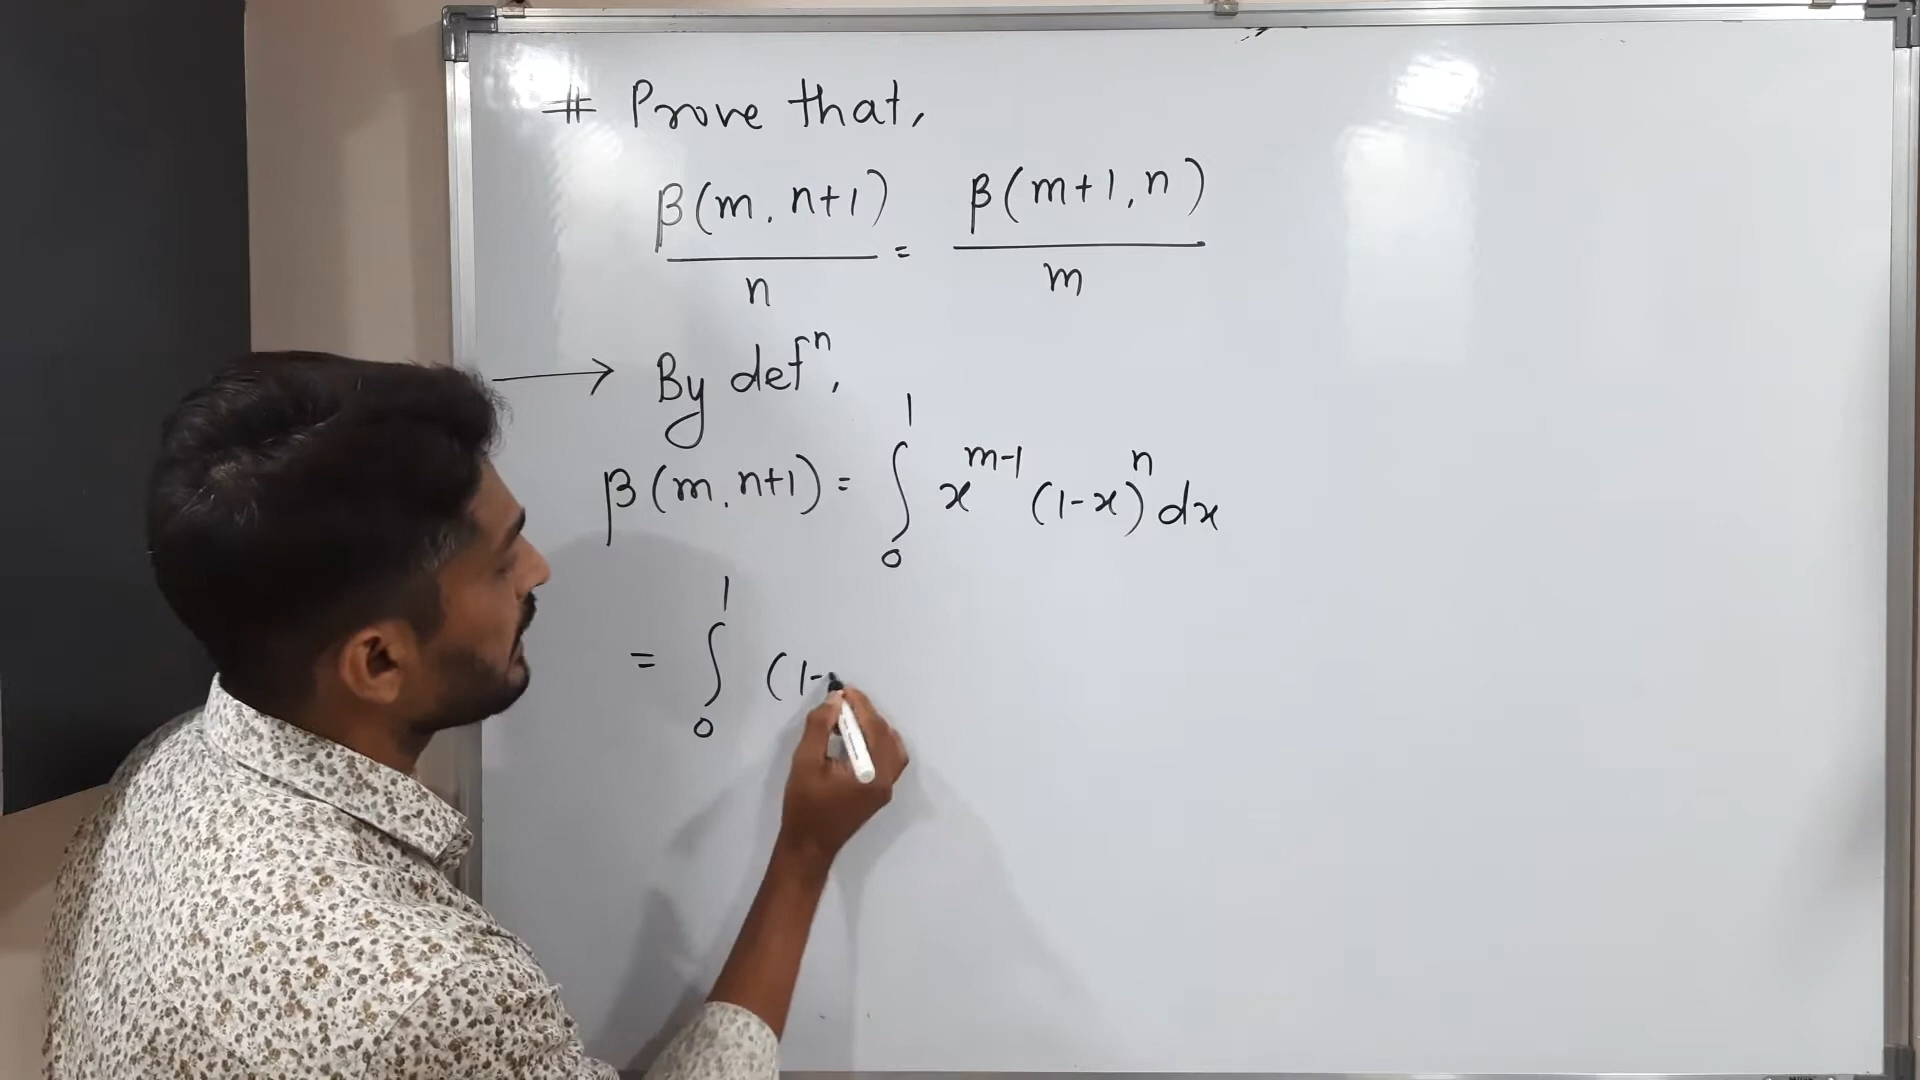 # Prove that,
β(m, n+1) / n = β(m+1, n) / m
→ By defⁿ,
β(m, n+1) = ∫₀¹ x^(m-1) (1-x)^n dx
= ∫₀¹ (1-